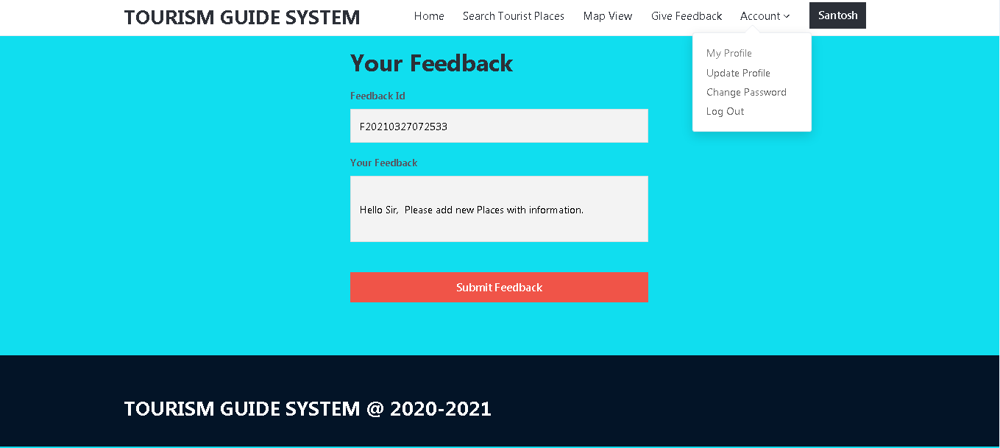 TOURISM GUIDE SYSTEM
Home Search Tourist Places Map View Give Feedback Account Santosh
My Profile
Update Profile
Change Password
Log Out
Your Feedback
Feedback Id
F20210327072533
Your Feedback
Hello Sir,  Please add new Places with information.
Submit Feedback
TOURISM GUIDE SYSTEM @ 2020-2021